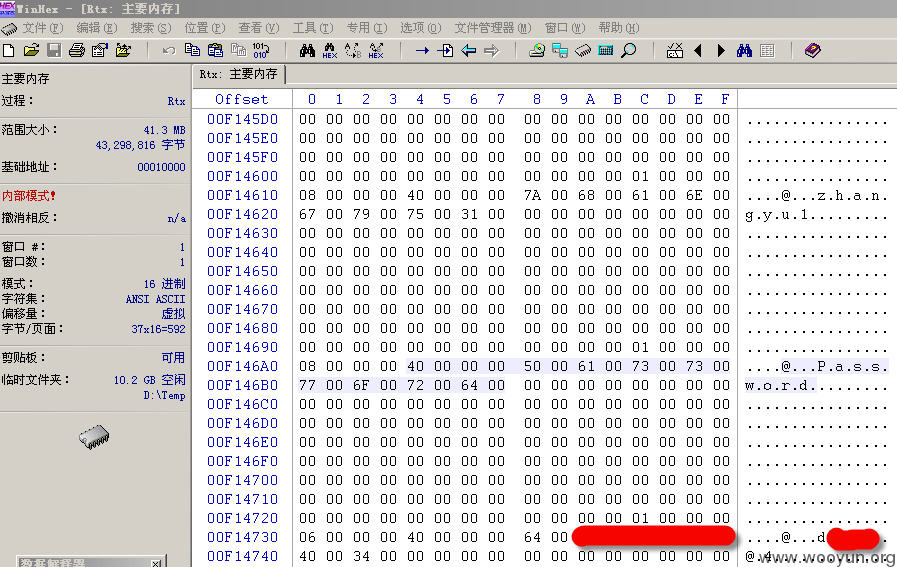 WinHex - [Rtx: 主要内存]
文件(F) 编辑(E) 搜索(S) 位置(P) 查看(V) 工具(T) 专用(I) 选项(O) 文件管理器(M) 窗口(W) 帮助(H)
主要内存
过程： Rtx
范围大小： 41.3 MB
43,298,816 字节
基础地址： 00010000
内部模式!
撤消相反： n/a
窗口 #： 1
窗口数： 1
模式： 16 进制
字符集： ANSI ASCII
偏移量： 虚拟
字节/页面： 37x16=592
剪贴板： 可用
临时文件夹： 10.2 GB 空闲
D:\Temp
数据解释器
Rtx: 主要内存
Offset 0 1 2 3 4 5 6 7 8 9 A B C D E F
00F145D0 00 00 00 00 00 00 00 00 00 00 00 00 00 00 00 00 ................
00F145E0 00 00 00 00 00 00 00 00 00 00 00 00 00 00 00 00 ................
00F145F0 00 00 00 00 00 00 00 00 00 00 00 00 00 00 00 00 ................
00F14600 00 00 00 00 00 00 00 00 00 00 00 00 01 00 00 00 ................
00F14610 08 00 00 00 40 00 00 00 7A 00 68 00 61 00 6E 00 ....@...z.h.a.n.
00F14620 67 00 79 00 75 00 31 00 00 00 00 00 00 00 00 00 g.y.u.1.........
00F14630 00 00 00 00 00 00 00 00 00 00 00 00 00 00 00 00 ................
00F14640 00 00 00 00 00 00 00 00 00 00 00 00 00 00 00 00 ................
00F14650 00 00 00 00 00 00 00 00 00 00 00 00 00 00 00 00 ................
00F14660 00 00 00 00 00 00 00 00 00 00 00 00 00 00 00 00 ................
00F14670 00 00 00 00 00 00 00 00 00 00 00 00 00 00 00 00 ................
00F14680 00 00 00 00 00 00 00 00 00 00 00 00 00 00 00 00 ................
00F14690 00 00 00 00 00 00 00 00 00 00 00 00 01 00 00 00 ................
00F146A0 08 00 00 00 40 00 00 00 50 00 61 00 73 00 73 00 ....@...P.a.s.s.
00F146B0 77 00 6F 00 72 00 64 00 00 00 00 00 00 00 00 00 w.o.r.d.........
00F146C0 00 00 00 00 00 00 00 00 00 00 00 00 00 00 00 00 ................
00F146D0 00 00 00 00 00 00 00 00 00 00 00 00 00 00 00 00 ................
00F146E0 00 00 00 00 00 00 00 00 00 00 00 00 00 00 00 00 ................
00F146F0 00 00 00 00 00 00 00 00 00 00 00 00 00 00 00 00 ................
00F14700 00 00 00 00 00 00 00 00 00 00 00 00 00 00 00 00 ................
00F14710 00 00 00 00 00 00 00 00 00 00 00 00 00 00 00 00 ................
00F14720 00 00 00 00 00 00 00 00 00 00 00 00 01 00 00 00 ................
00F14730 06 00 00 00 40 00 00 00 64 00 ....@...d
00F14740 40 00 34 00 00 00 00 00 00 00 00 00 00 00 00 00 @.4
www.wooyun.org